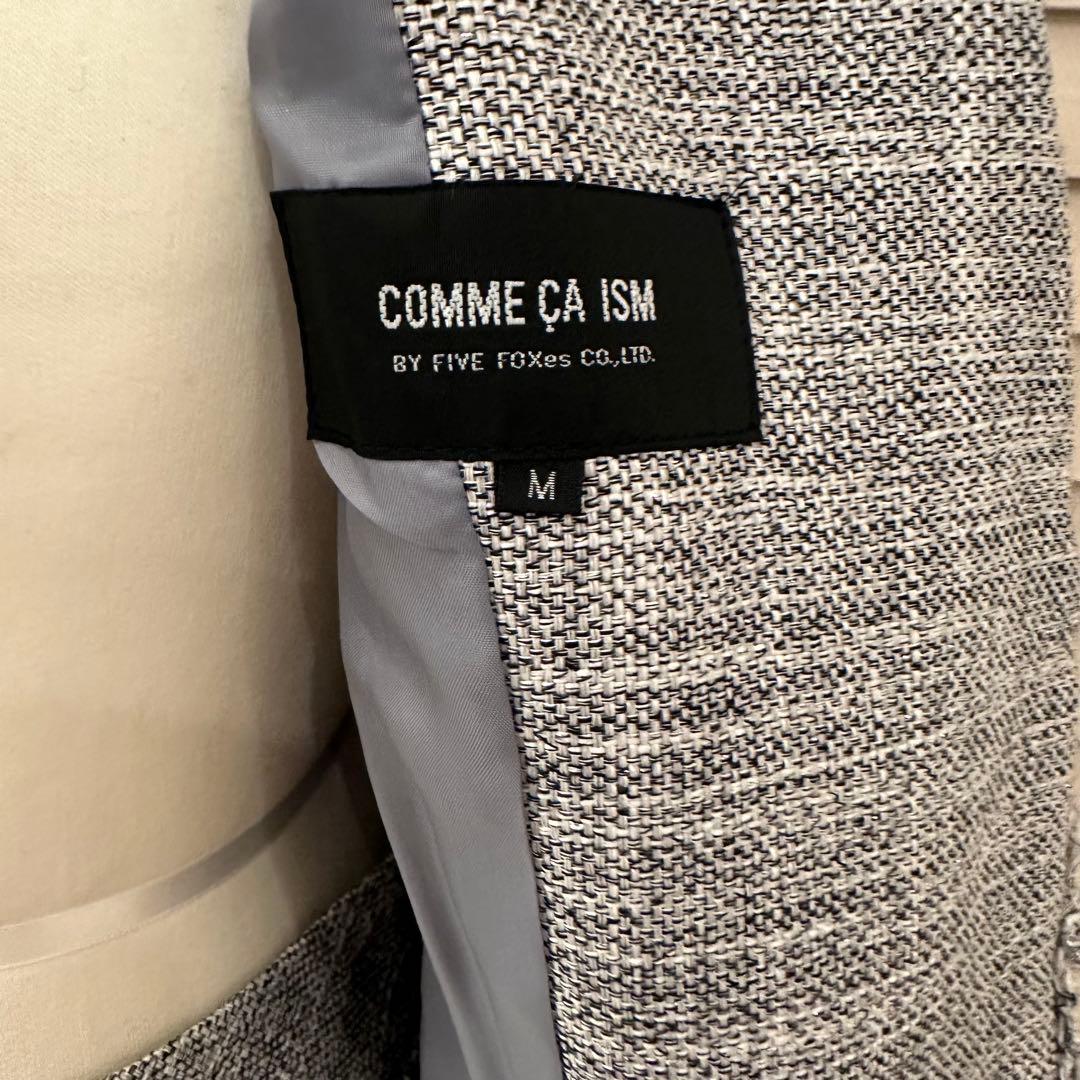 COMME ÇA ISM
BY FIVE FOXes CO.,LTD.
M